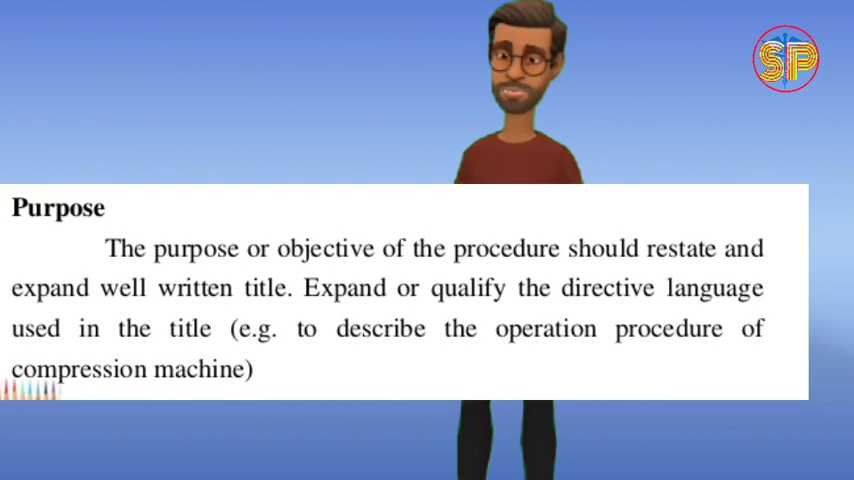 SP
Purpose
The purpose or objective of the procedure should restate and
expand well written title. Expand or qualify the directive language
used in the title (e.g. to describe the operation procedure of
compression machine)